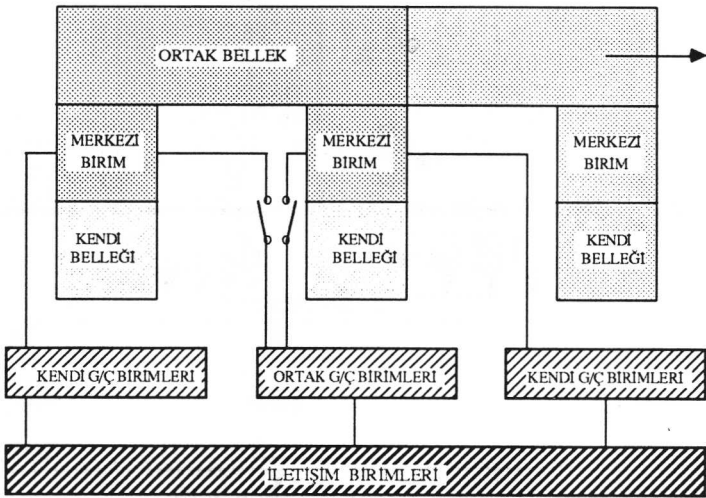 ORTAK BELLEK
MERKEZİ
BİRİM
MERKEZİ
BİRİM
MERKEZİ
BİRİM
KENDİ
BELLEĞİ
KENDİ
BELLEĞİ
KENDİ
BELLEĞİ
KENDİ G/Ç BİRİMLERİ
ORTAK G/Ç BİRİMLERİ
KENDİ G/Ç BİRİMLERİ
İLETİŞİM BİRİMLERİ